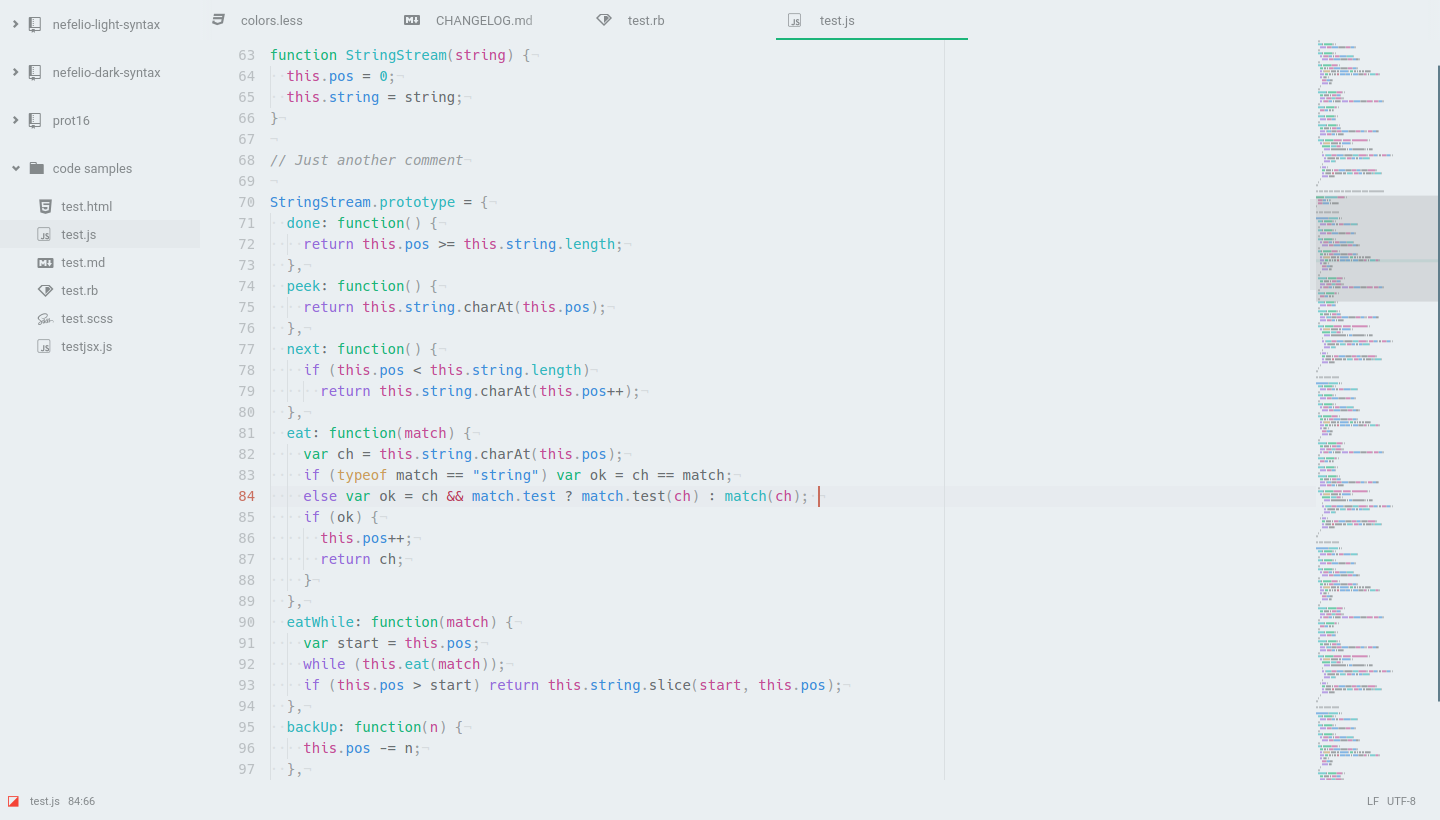 nefelio-light-syntax
nefelio-dark-syntax
prot16
code samples
test.html
test.js
test.md
test.rb
test.scss
testjsx.js
colors.less
CHANGELOG.md
test.rb
test.js
63 function StringStream(string) {
64   this.pos = 0;
65   this.string = string;
66 }
67
68 // Just another comment
69
70 StringStream.prototype = {
71   done: function() {
72     return this.pos >= this.string.length;
73   },
74   peek: function() {
75     return this.string.charAt(this.pos);
76   },
77   next: function() {
78     if (this.pos < this.string.length)
79       return this.string.charAt(this.pos++);
80   },
81   eat: function(match) {
82     var ch = this.string.charAt(this.pos);
83     if (typeof match == "string") var ok = ch == match;
84     else var ok = ch && match.test ? match.test(ch) : match(ch);
85     if (ok) {
86       this.pos++;
87       return ch;
88     }
89   },
90   eatWhile: function(match) {
91     var start = this.pos;
92     while (this.eat(match));
93     if (this.pos > start) return this.string.slice(start, this.pos);
94   },
95   backUp: function(n) {
96     this.pos -= n;
97   },
test.js 84:66
LF UTF-8